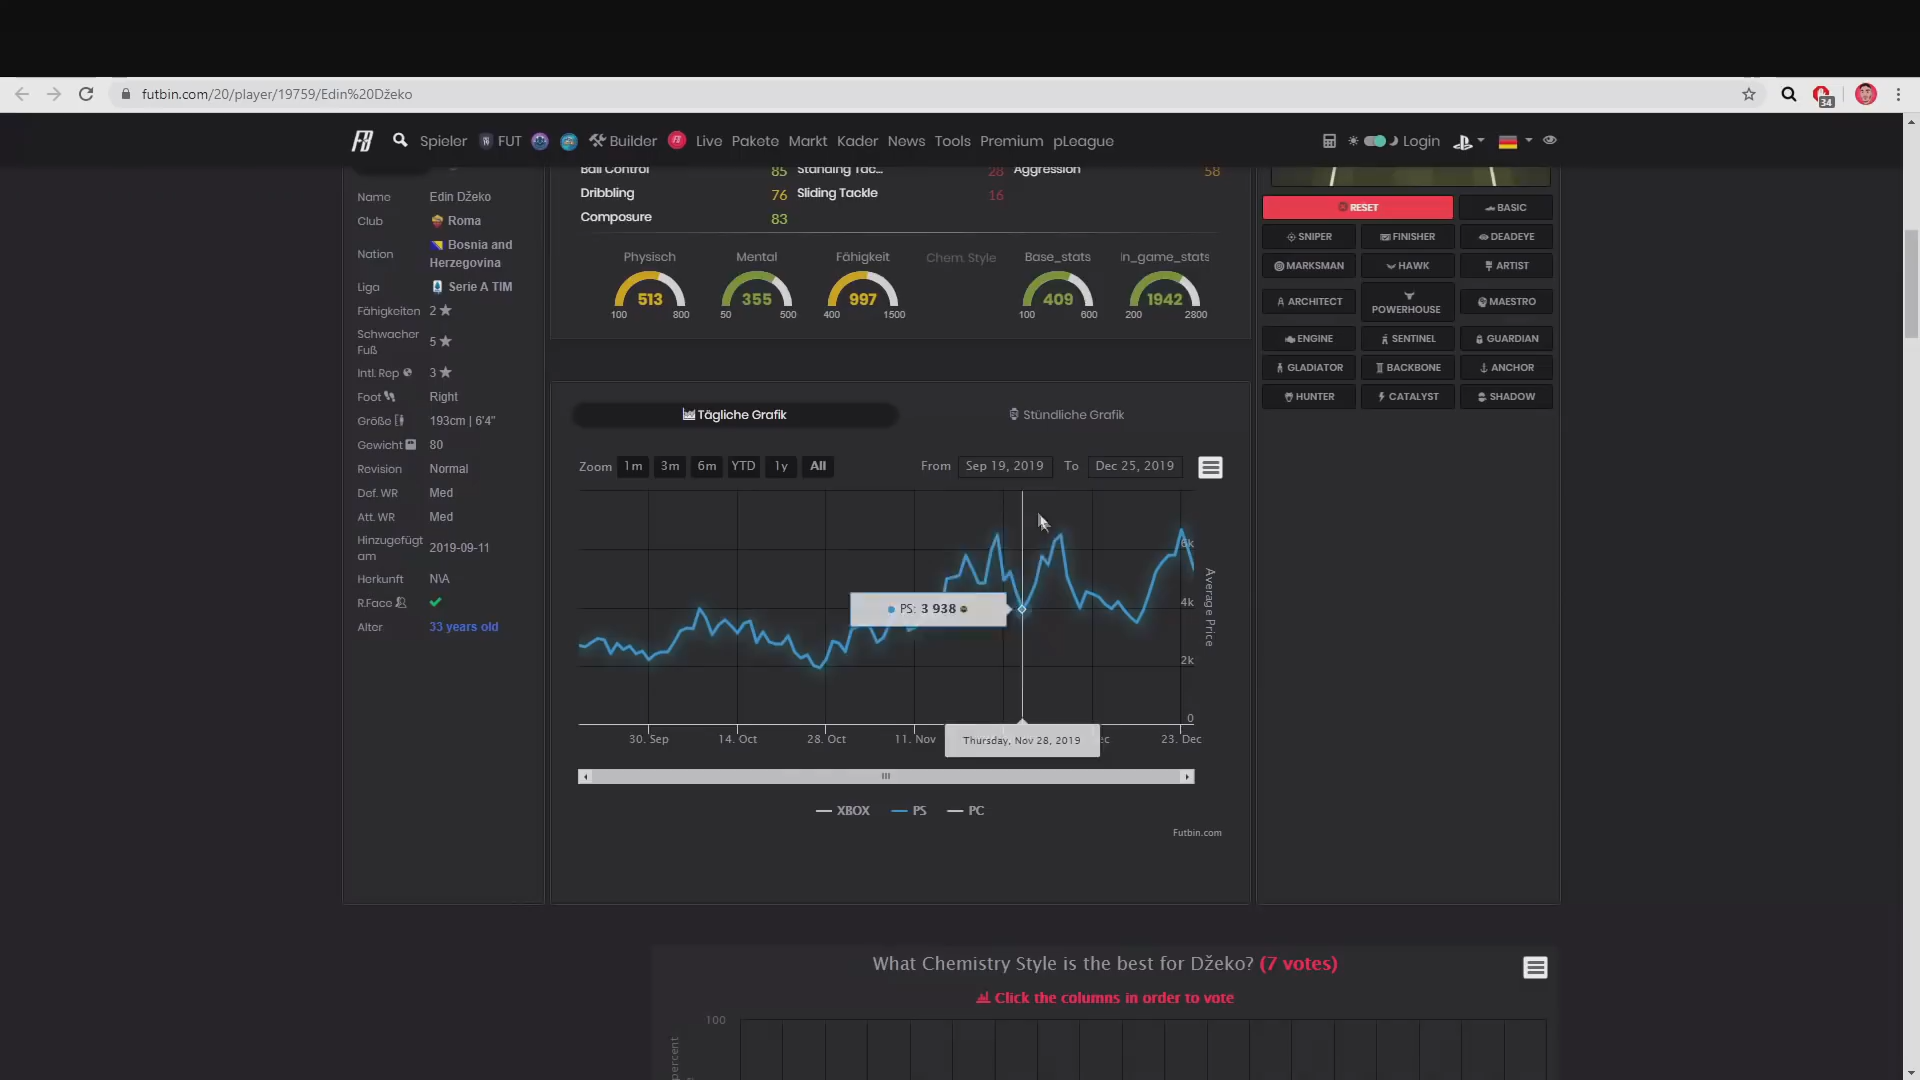 34
futbin.com/20/player/19759/Edin%20Džeko
Spieler FUT Builder Live Pakete Markt Kader News Tools Premium pLeague Login
Ball Control 85 Standing Tac... 28 Aggression 58
Dribbling 76 Sliding Tackle 16
Composure 83
Name Edin Džeko
Club Roma
Nation Bosnia and Herzegovina
Liga Serie A TIM
Fähigkeiten 2
Schwacher Fuß 5
Intl. Rep 3
Foot Right
Größe 193cm | 6'4"
Gewicht 80
Revision Normal
Def. WR Med
Att. WR Med
Hinzugefügt am 2019-09-11
Herkunft N\A
R.Face
Alter 33 years old
Physisch Mental Fähigkeit Chem. Style Base_stats In_game_stats
513 355 997 409 1942
100 800 50 500 400 1500 100 600 200 2800
RESET BASIC
SNIPER FINISHER DEADEYE
MARKSMAN HAWK ARTIST
ARCHITECT POWERHOUSE MAESTRO
ENGINE SENTINEL GUARDIAN
GLADIATOR BACKBONE ANCHOR
HUNTER CATALYST SHADOW
Tägliche Grafik Stündliche Grafik
Zoom 1m 3m 6m YTD 1y All From Sep 19, 2019 To Dec 25, 2019
6k
4k
2k
0
Average Price
PS: 3 938
30. Sep 14. Oct 28. Oct 11. Nov 23. Dec
Thursday, Nov 28, 2019
XBOX PS PC
Futbin.com
What Chemistry Style is the best for Džeko? (7 votes)
Click the columns in order to vote
100
percent